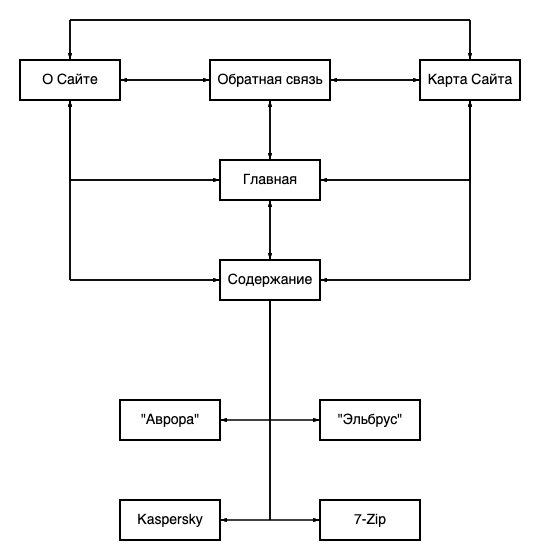 О Сайте
Обратная связь
Карта Сайта
Главная
Содержание
"Аврора"
"Эльбрус"
Kaspersky
7-Zip